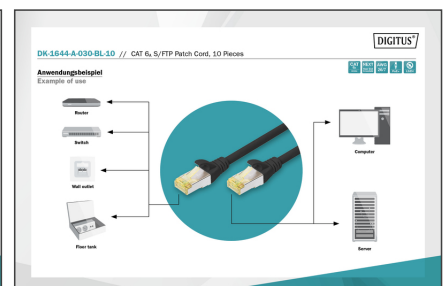 DIGITUS®
DK-1644-A-030-BL-10 // CAT 6A S/FTP Patch Cord, 10 Pieces
Anwendungsbeispiel
Example of use
Router
Switch
Wall outlet
Floor tank
Computer
Server